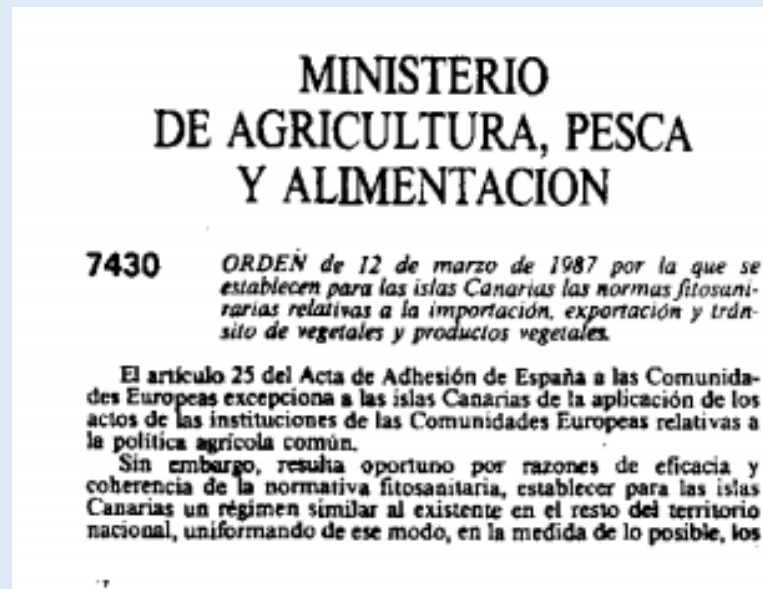 MINISTERIO
DE AGRICULTURA, PESCA
Y ALIMENTACION
7430 ORDEN de 12 de marzo de 1987 por la que se
establecen para las islas Canarias las normas fitosani-
rarias relativas a la importación, exportación y trán-
sito de vegetales y productos vegetales.
El artículo 25 del Acta de Adhesión de España a las Comunida-
des Europeas excepciona a las islas Canarias de la aplicación de los
actos de las instituciones de las Comunidades Europeas relativas a
la política agrícola común.
Sin embargo, resulta oportuno por razones de eficacia y
coherencia de la normativa fitosanitaria, establecer para las islas
Canarias un régimen similar al existente en el resto del territorio
nacional, uniformando de ese modo, en la medida de lo posible, los